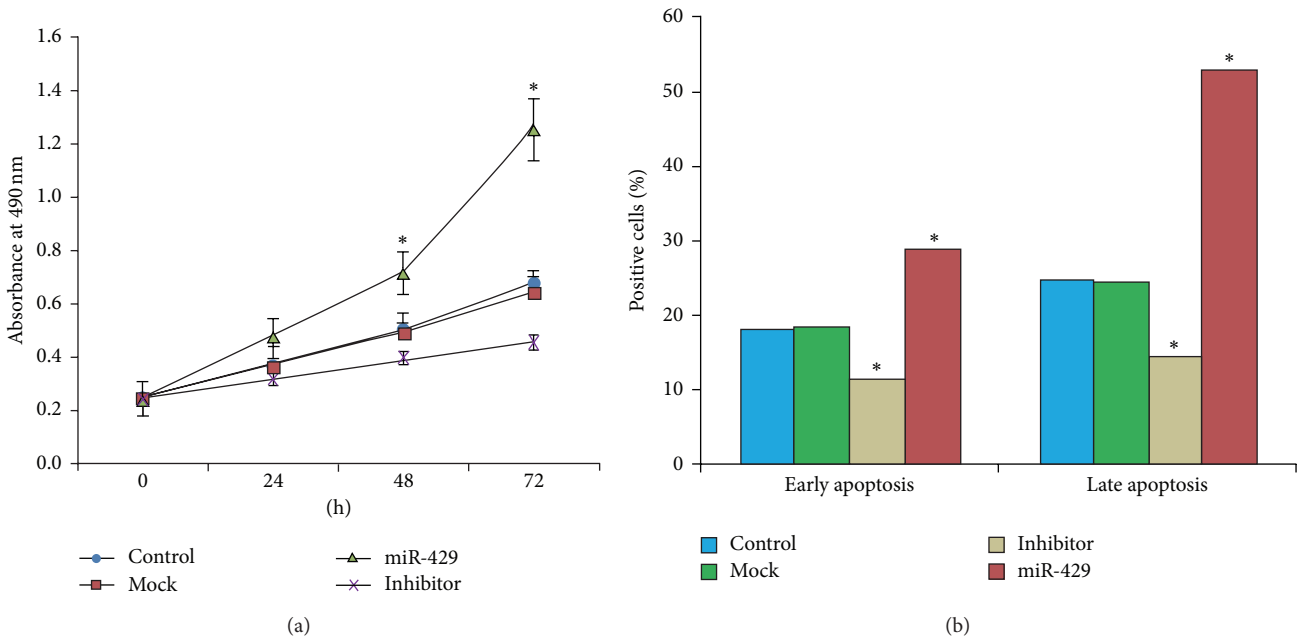 1.6
1.4
1.2
1.0
0.8
0.6
0.4
0.2
0.0
Absorbance at 490 nm
*
*
0
24
48
72
(h)
Control
Mock
miR-429
Inhibitor
(a)
60
50
40
30
20
10
0
Positive cells (%)
*
*
*
*
Early apoptosis
Late apoptosis
Control
Mock
Inhibitor
miR-429
(b)